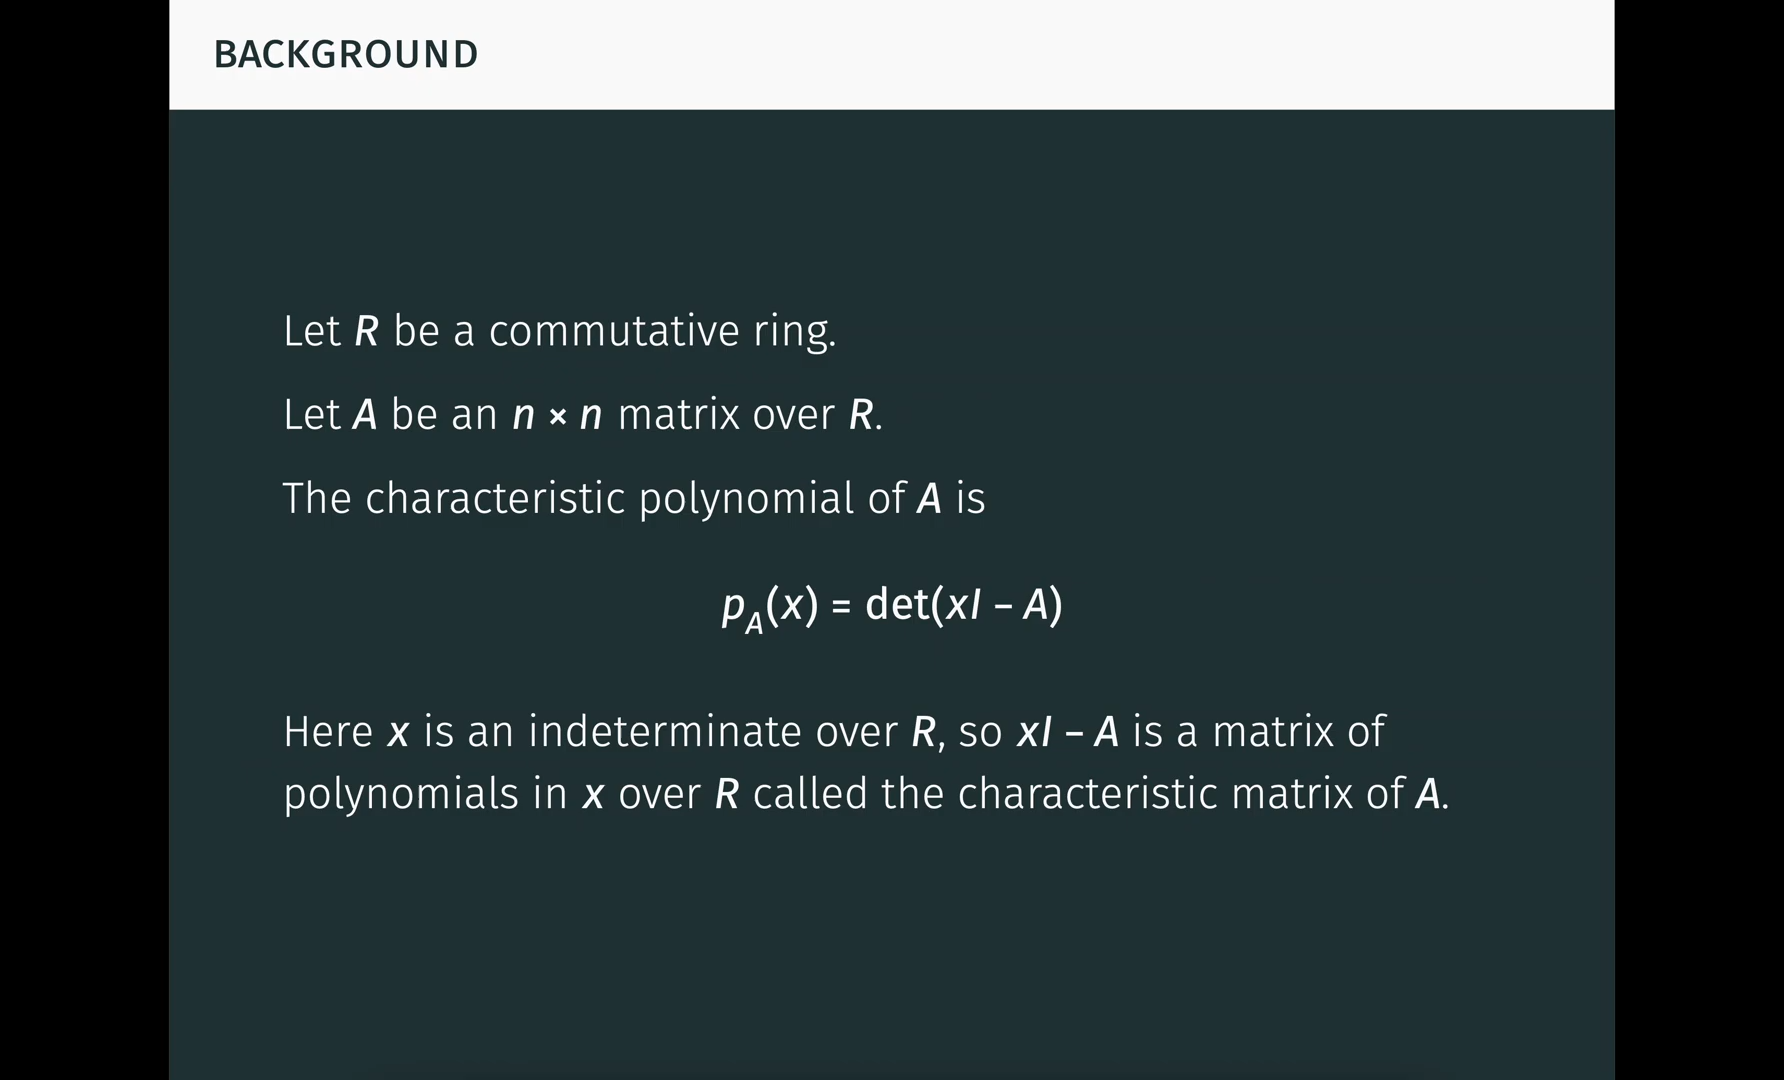 BACKGROUND
Let R be a commutative ring.
Let A be an n × n matrix over R.
The characteristic polynomial of A is
p_A(x) = det(xI − A)
Here x is an indeterminate over R, so xI − A is a matrix of
polynomials in x over R called the characteristic matrix of A.